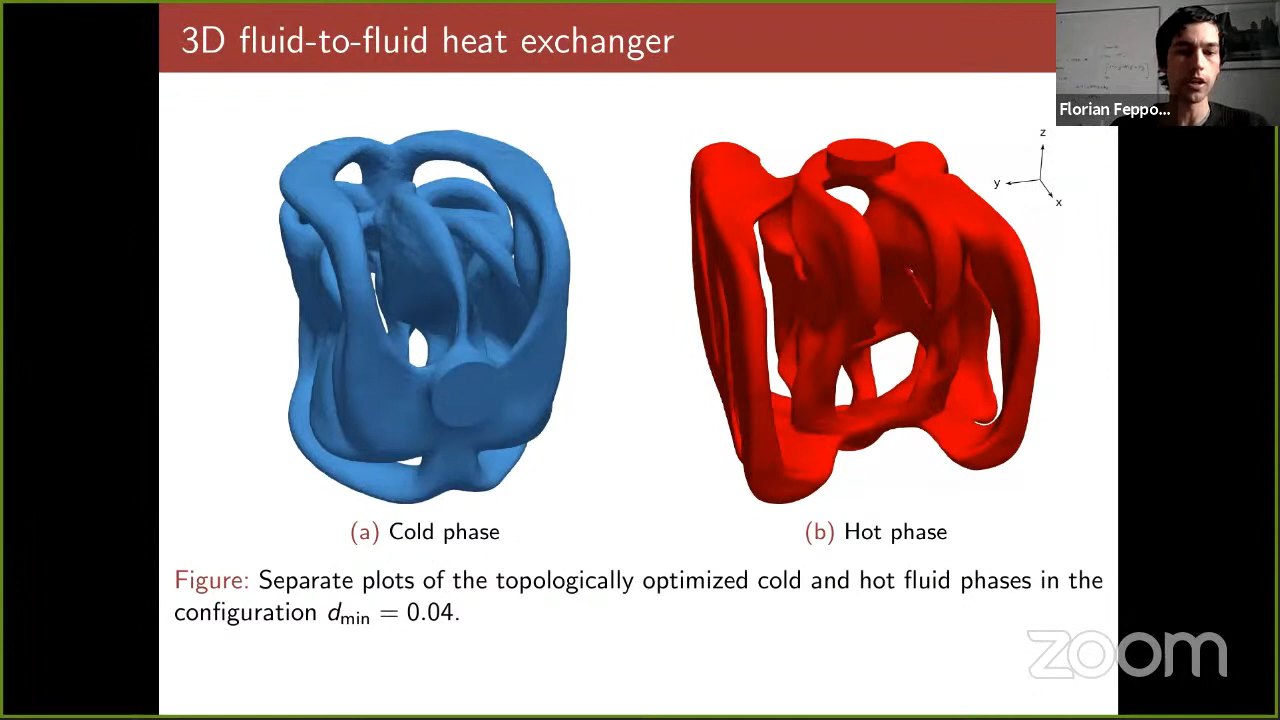 3D fluid-to-fluid heat exchanger
Florian Feppo...
z
y
x
(a) Cold phase
(b) Hot phase
Figure: Separate plots of the topologically optimized cold and hot fluid phases in the
configuration dmin = 0.04.
zoom